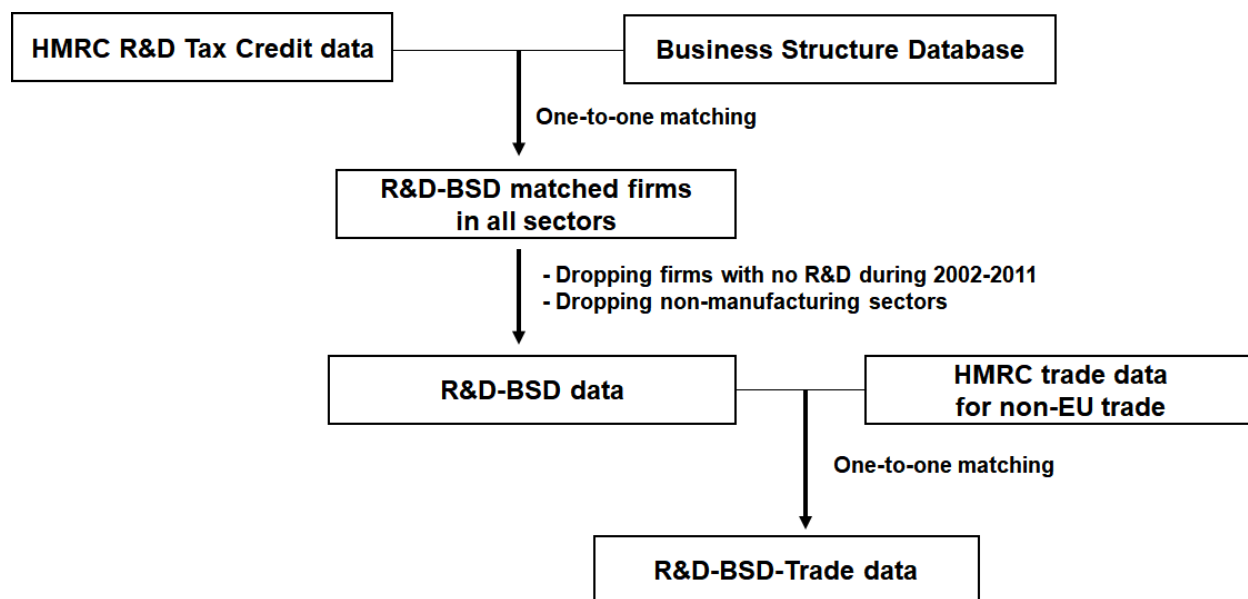 HMRC R&D Tax Credit data
Business Structure Database
One-to-one matching
R&D-BSD matched firms
in all sectors
- Dropping firms with no R&D during 2002-2011
- Dropping non-manufacturing sectors
R&D-BSD data
HMRC trade data
for non-EU trade
One-to-one matching
R&D-BSD-Trade data